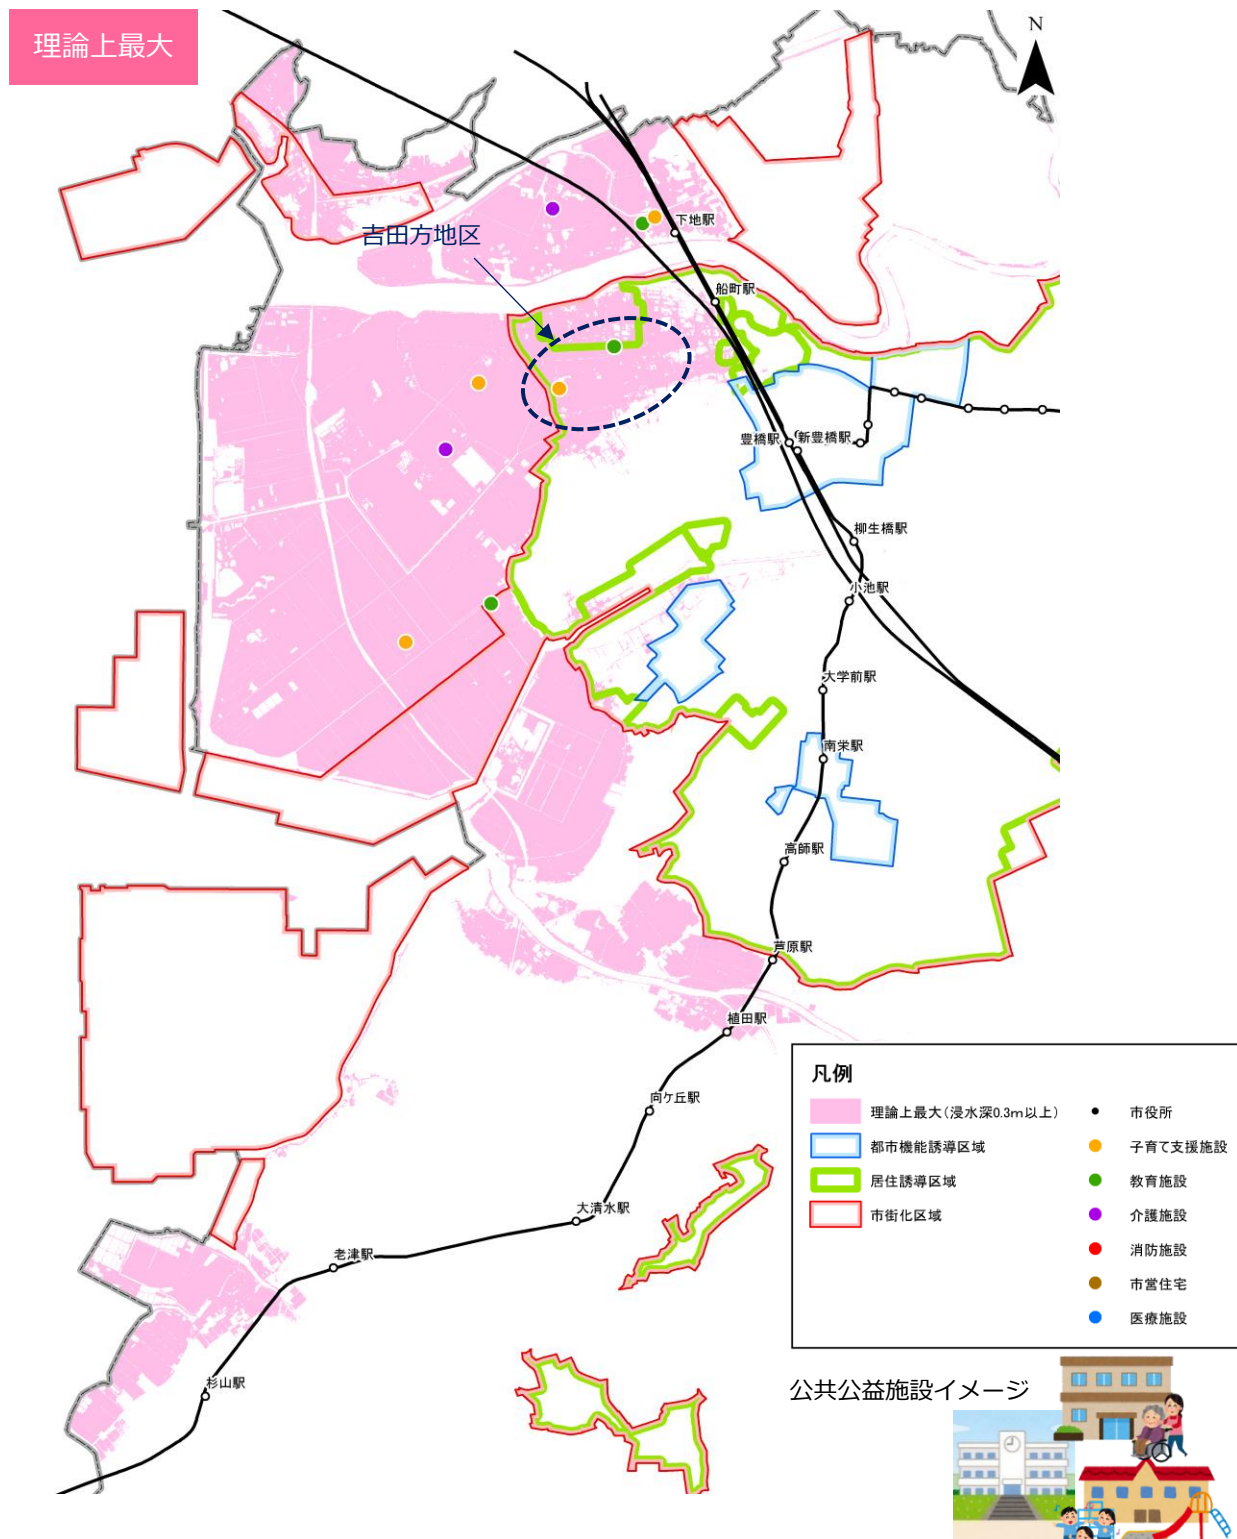 理論上最大
N
吉田方地区
下地駅
船町駅
豊橋駅
新豊橋駅
柳生橋駅
小池駅
大学前駅
南栄駅
高師駅
芦原駅
植田駅
向ケ丘駅
大清水駅
老津駅
杉山駅
凡例
理論上最大（浸水深0.3m以上）
都市機能誘導区域
居住誘導区域
市街化区域
市役所
子育て支援施設
教育施設
介護施設
消防施設
市営住宅
医療施設
公共公益施設イメージ